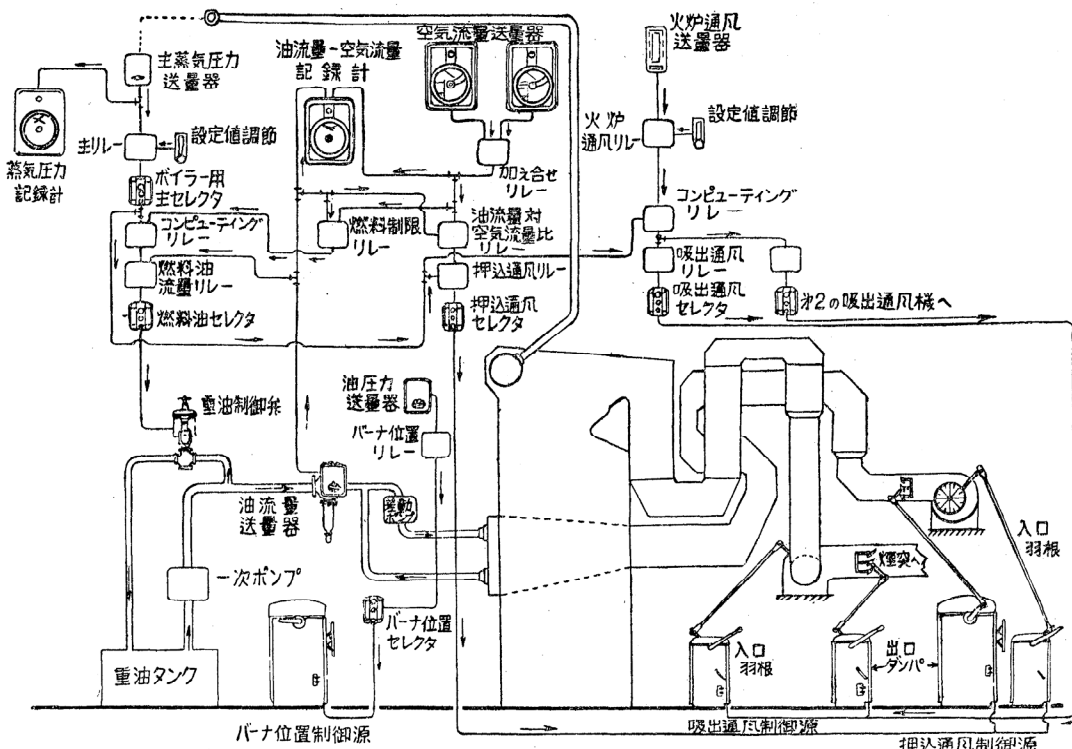 主蒸気圧力
送量器
油流量-空気流量
記録計
空気流量送量器
火炉通风
送量器
主リレー
設定値調節
蒸気圧力
記録計
ボイラー用
主セレクタ
コンピューティング
リレー
燃料油
流量リレー
燃料油セレクタ
加え合せ
リレー
燃料制限
リレー
油流量対
空気流量比
リレー
押込通风リレー
押込通风
セレクタ
火炉
通风リレー
設定値調節
コンピューティング
リレー
吸出通风
リレー
吸出通风
セレクタ
才2の吸出通风機へ
重油制御弁
油圧力
送量器
バーナ位置
リレー
油流量
送量器
差動
一次ポンプ
重油タンク
バーナ位置
セレクタ
バーナ位置制御源
煙突へ
入口
羽根
入口
羽根
出口
ダンパ
吸出通风制御源
押込通风制御源